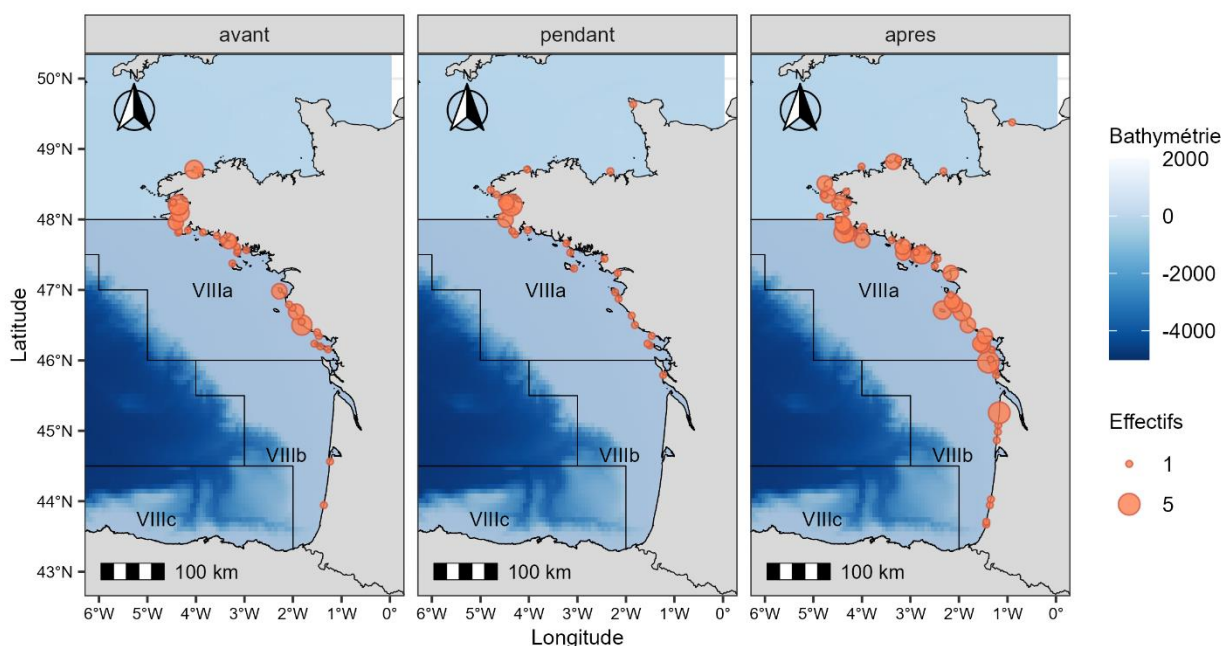 avant
pendant
apres
50°N
49°N
48°N
47°N
46°N
45°N
44°N
43°N
Latitude
N
VIIIa
VIIIb
VIIIc
100 km
N
VIIIa
VIIIb
VIIIc
100 km
N
VIIIa
VIIIb
VIIIc
100 km
6°W 5°W 4°W 3°W 2°W 1°W 0°
6°W 5°W 4°W 3°W 2°W 1°W 0°
6°W 5°W 4°W 3°W 2°W 1°W 0°
Longitude
Bathymétrie
2000
0
-2000
-4000
Effectifs
1
5